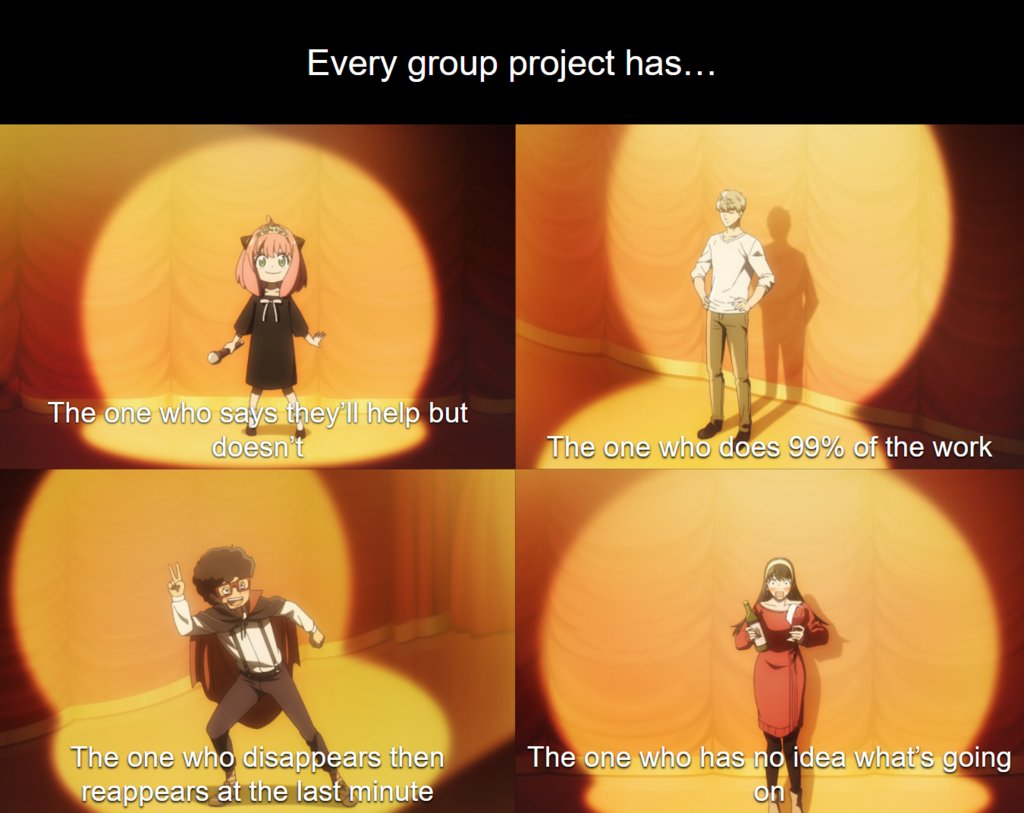 Every group project has…
The one who says they’ll help but
doesn’t
The one who does 99% of the work
The one who disappears then
reappears at the last minute
The one who has no idea what’s going
on